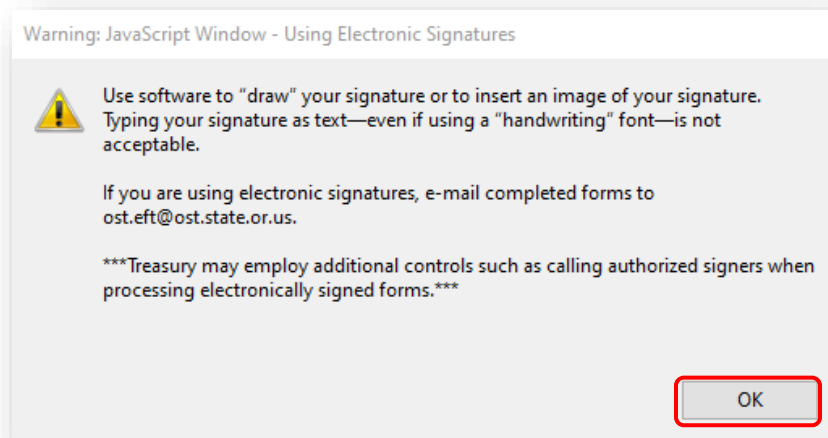 Warning: JavaScript Window - Using Electronic Signatures
Use software to “draw” your signature or to insert an image of your signature.
Typing your signature as text—even if using a “handwriting” font—is not
acceptable.
If you are using electronic signatures, e-mail completed forms to
ost.eft@ost.state.or.us.
***Treasury may employ additional controls such as calling authorized signers when
processing electronically signed forms.***
OK